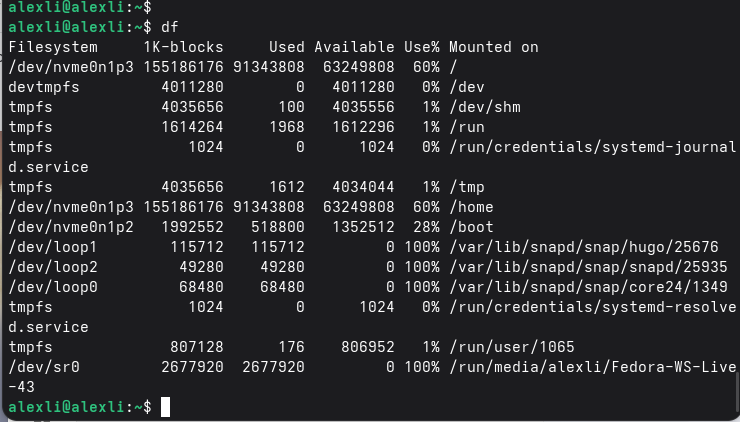 alexli@alexli:~$
alexli@alexli:~$ df
Filesystem     1K-blocks     Used Available Use% Mounted on
/dev/nvme0n1p3 155186176 91343808  63249808  60% /
devtmpfs         4011280        0   4011280   0% /dev
tmpfs            4035656      100   4035556   1% /dev/shm
tmpfs            1614264     1968   1612296   1% /run
tmpfs               1024        0      1024   0% /run/credentials/systemd-journal
d.service
tmpfs            4035656     1612   4034044   1% /tmp
/dev/nvme0n1p3 155186176 91343808  63249808  60% /home
/dev/nvme0n1p2   1992552   518800   1352512  28% /boot
/dev/loop1        115712   115712         0 100% /var/lib/snapd/snap/hugo/25676
/dev/loop2         49280    49280         0 100% /var/lib/snapd/snap/snapd/25935
/dev/loop0         68480    68480         0 100% /var/lib/snapd/snap/core24/1349
tmpfs               1024        0      1024   0% /run/credentials/systemd-resolve
d.service
tmpfs             807128      176    806952   1% /run/user/1065
/dev/sr0         2677920  2677920         0 100% /run/media/alexli/Fedora-WS-Live
-43
alexli@alexli:~$